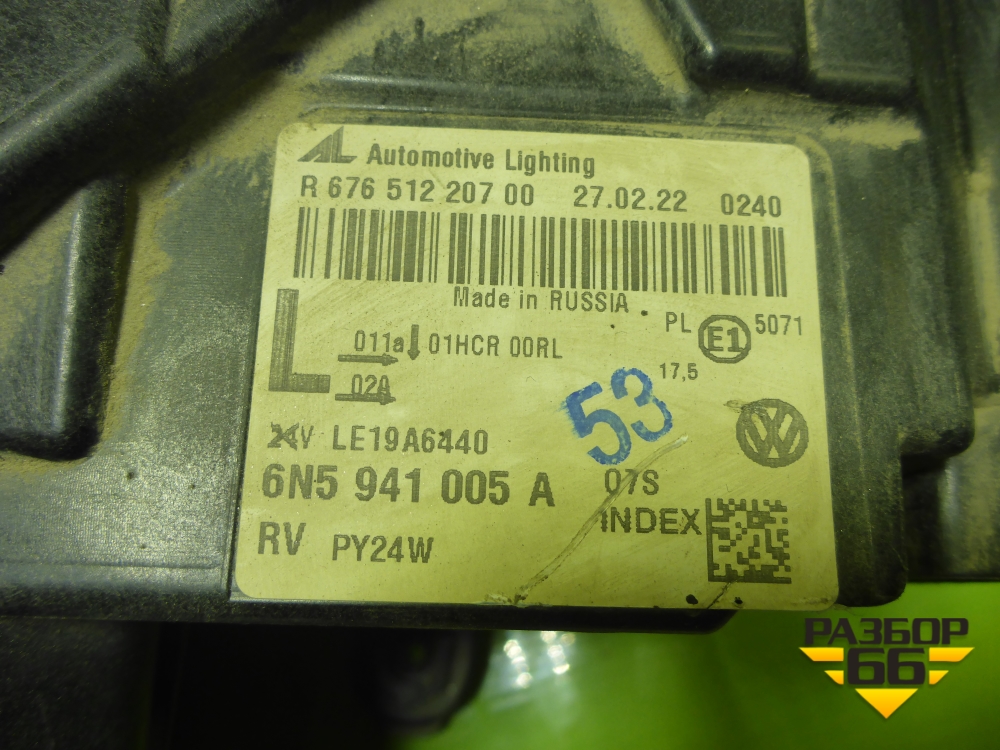 AL Automotive Lighting
R 676 512 207 00 27.02.22 0240
Made in RUSSIA
L 011a 01HCR 00RL PL E1 5071
02A 17,5
53
LE19A6440
6N5 941 005 A 07S
INDEX
RV PY24W
РАЗБОР
66